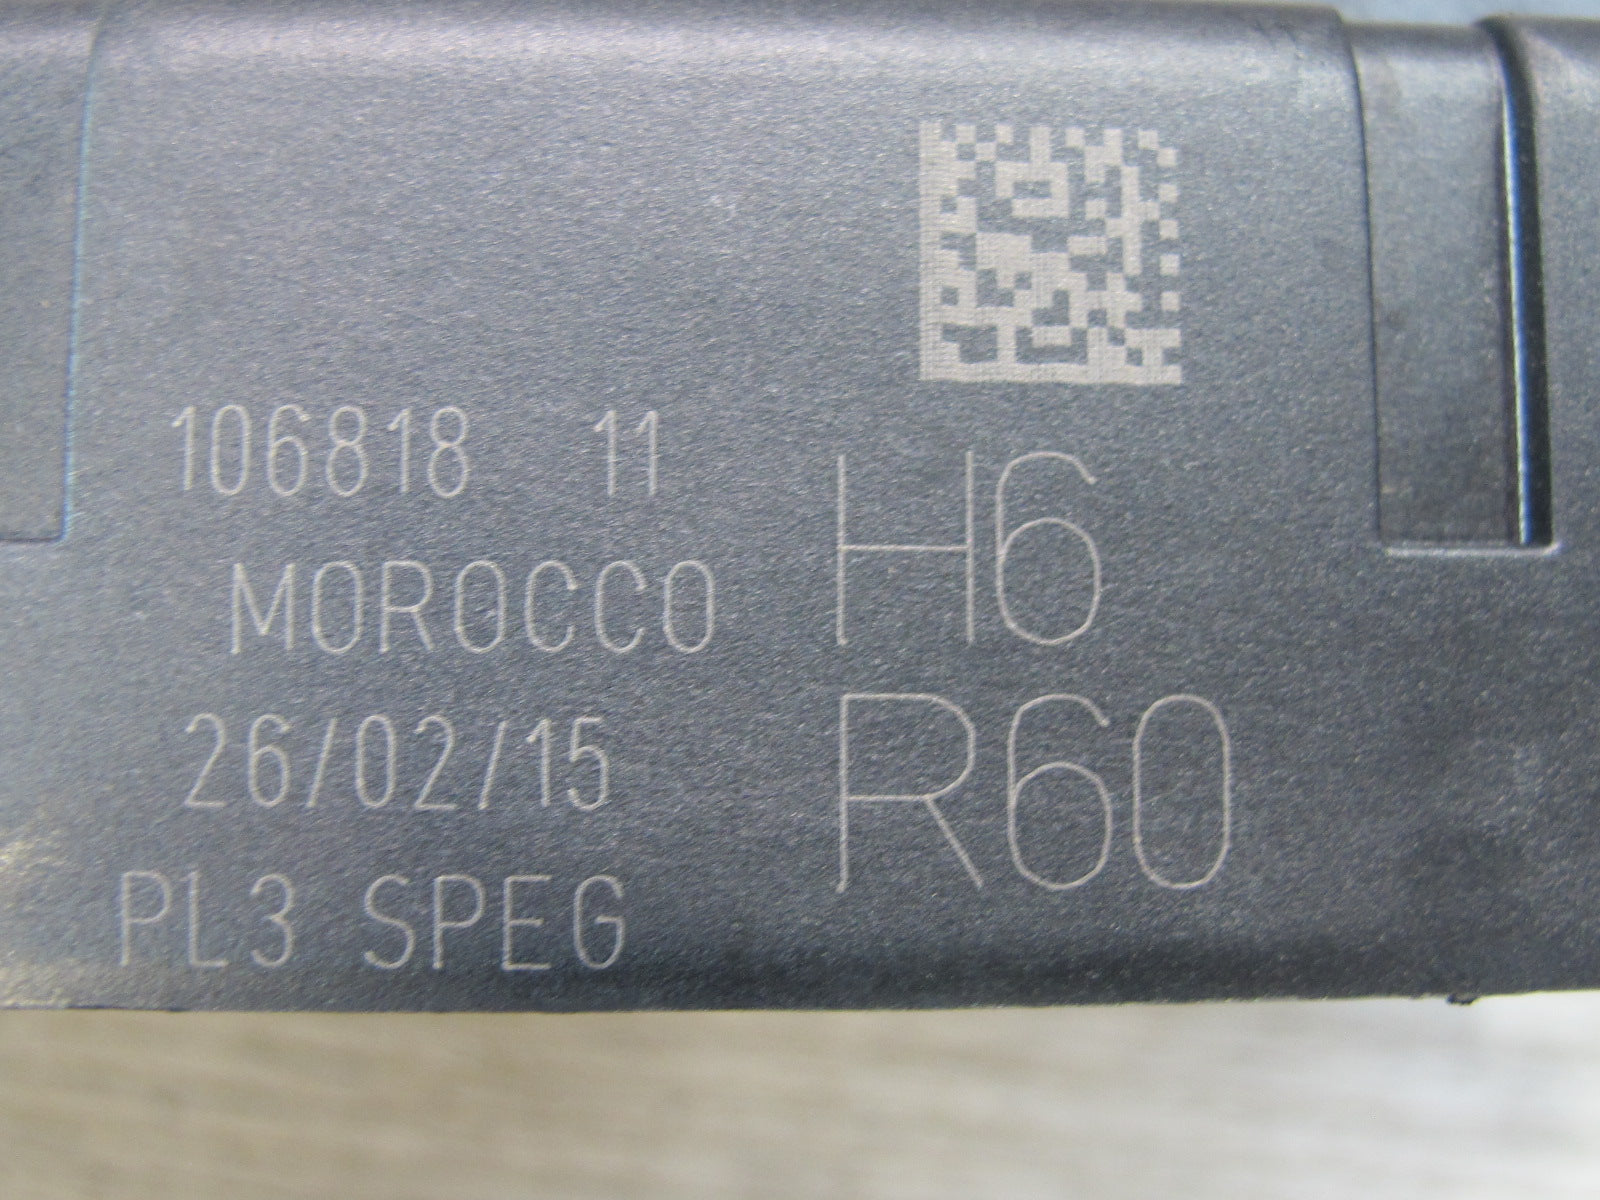 106818 11
MOROCCO
26/02/15
PL3 SPEG
H6
R60